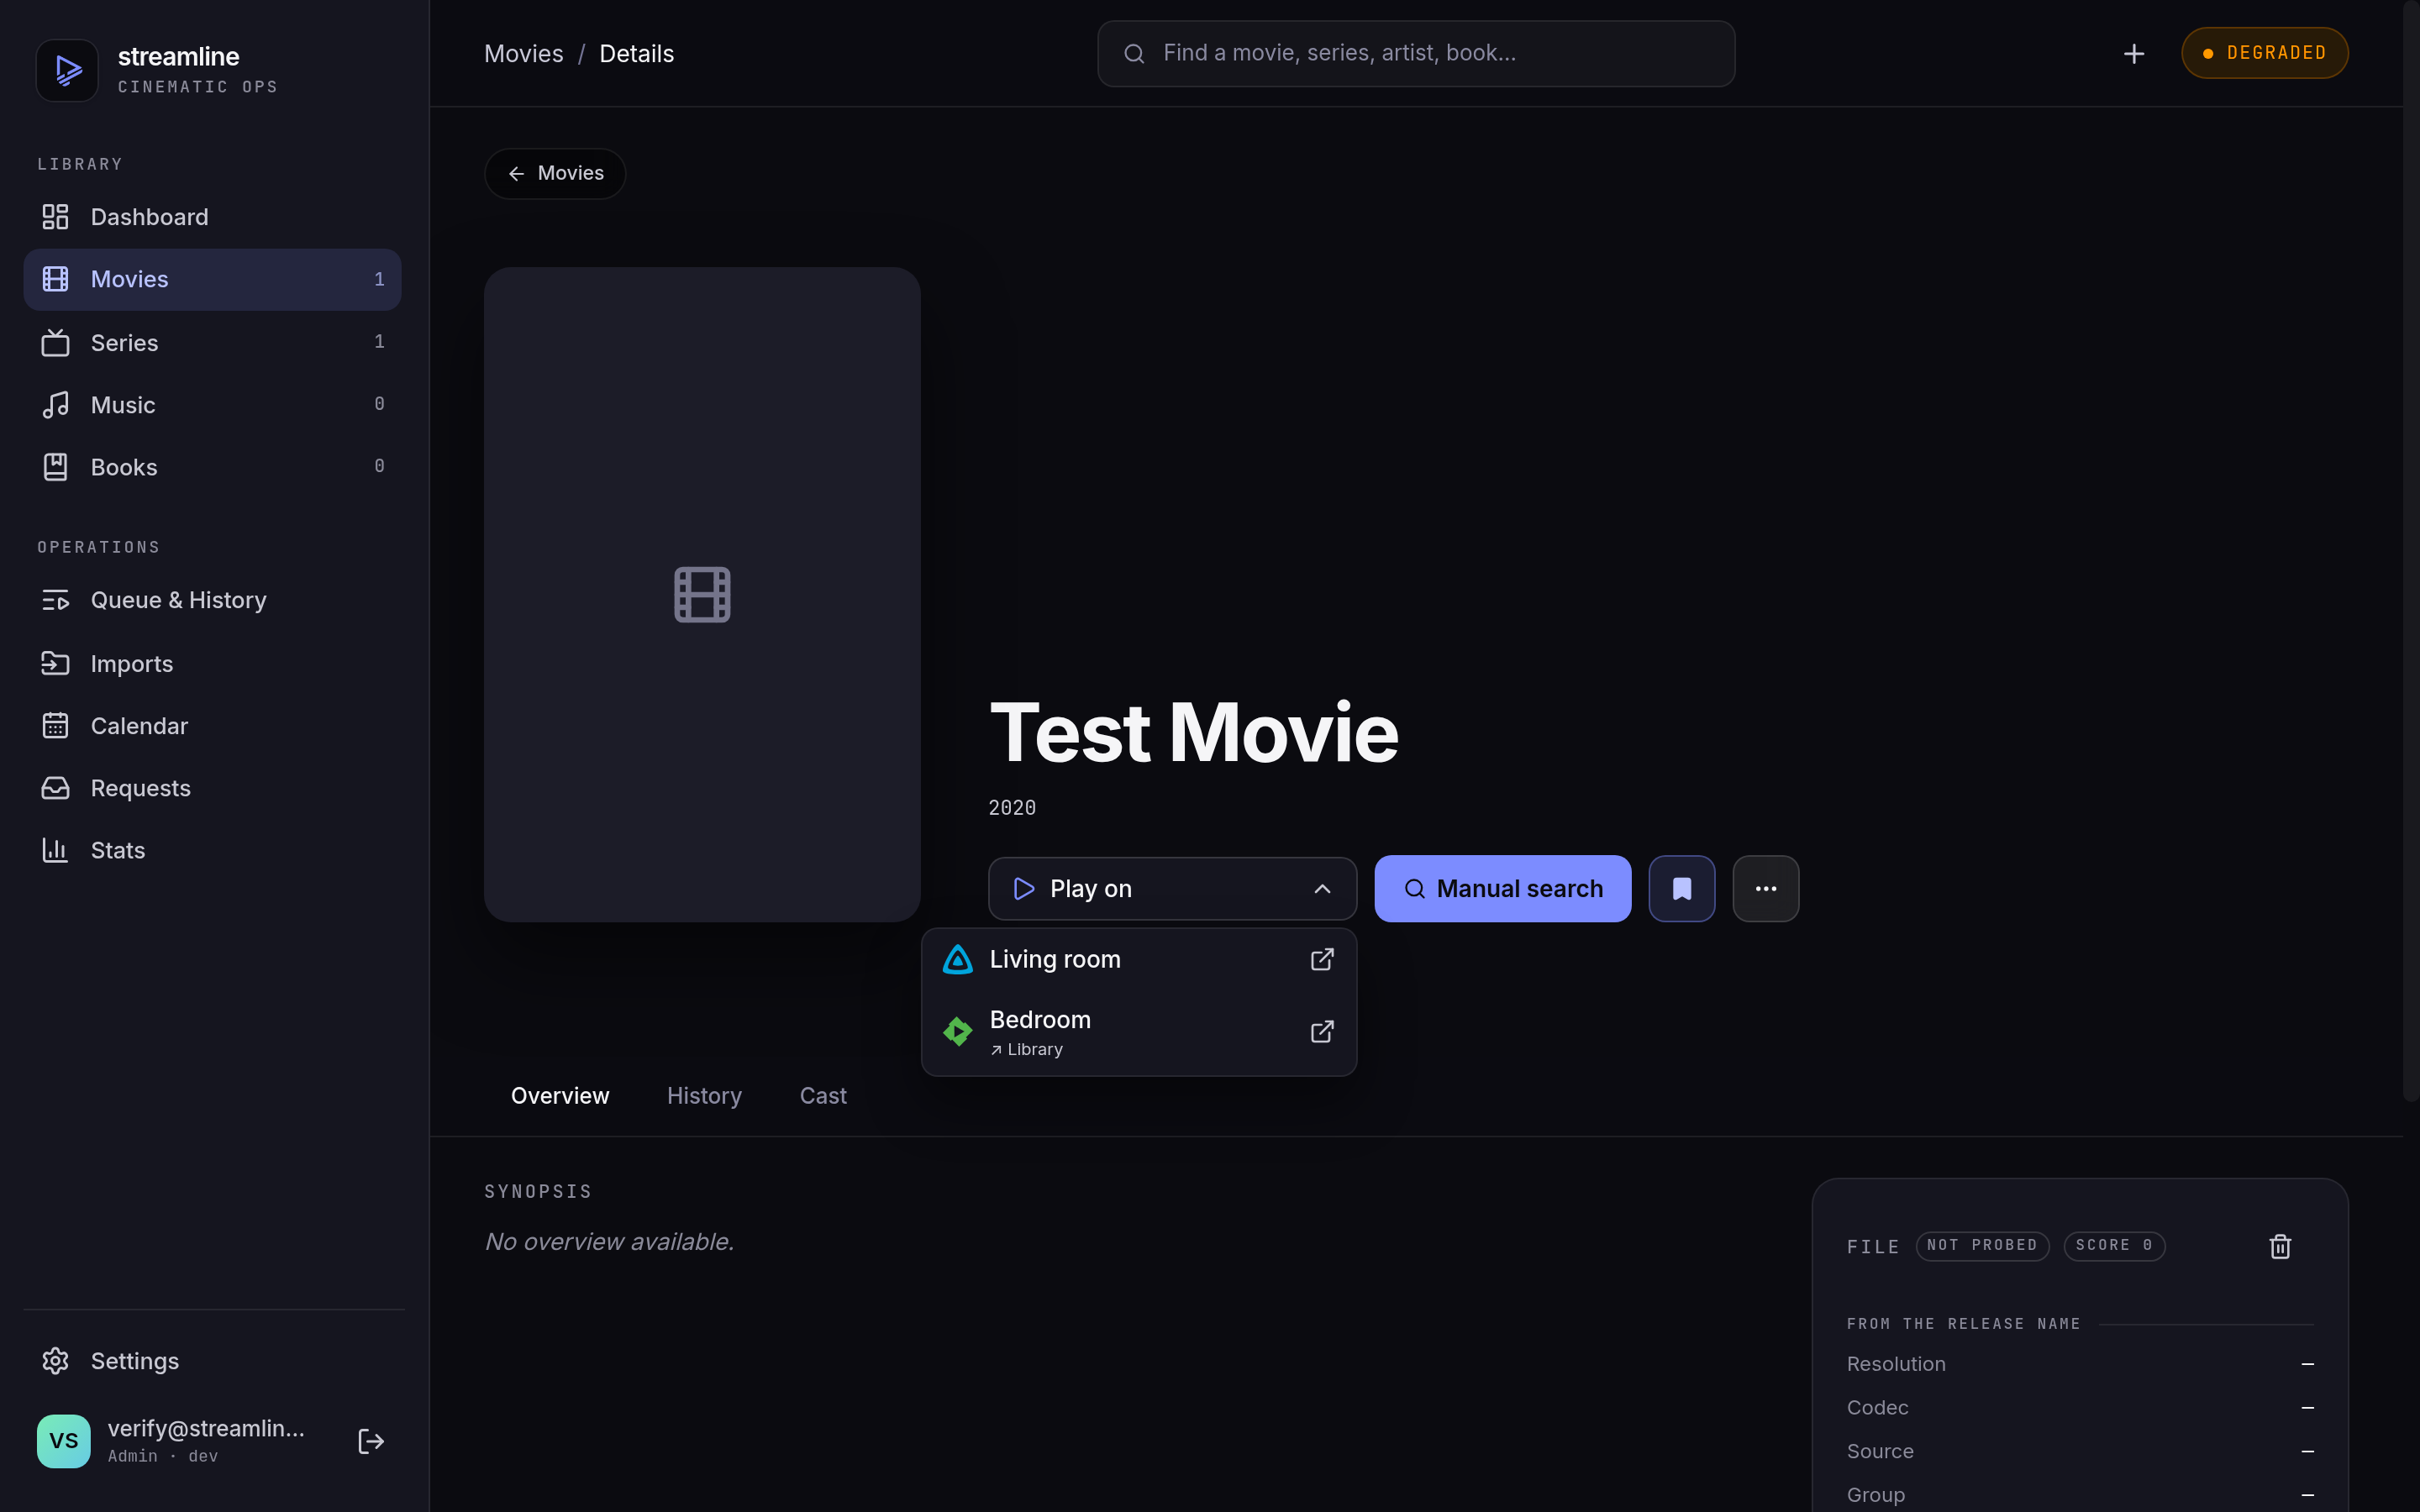 streamline
CINEMATIC OPS
LIBRARY
Dashboard
Movies 1
Series 1
Music 0
Books 0
OPERATIONS
Queue & History
Imports
Calendar
Requests
Stats
Settings
VS
verify@streamlin...
Admin · dev
Movies / Details
Find a movie, series, artist, book...
DEGRADED
Movies
Test Movie
2020
Play on
Manual search
Living room
Bedroom
Library
Overview
History
Cast
SYNOPSIS
No overview available.
FILE
NOT PROBED
SCORE 0
FROM THE RELEASE NAME
Resolution —
Codec —
Source —
Group —